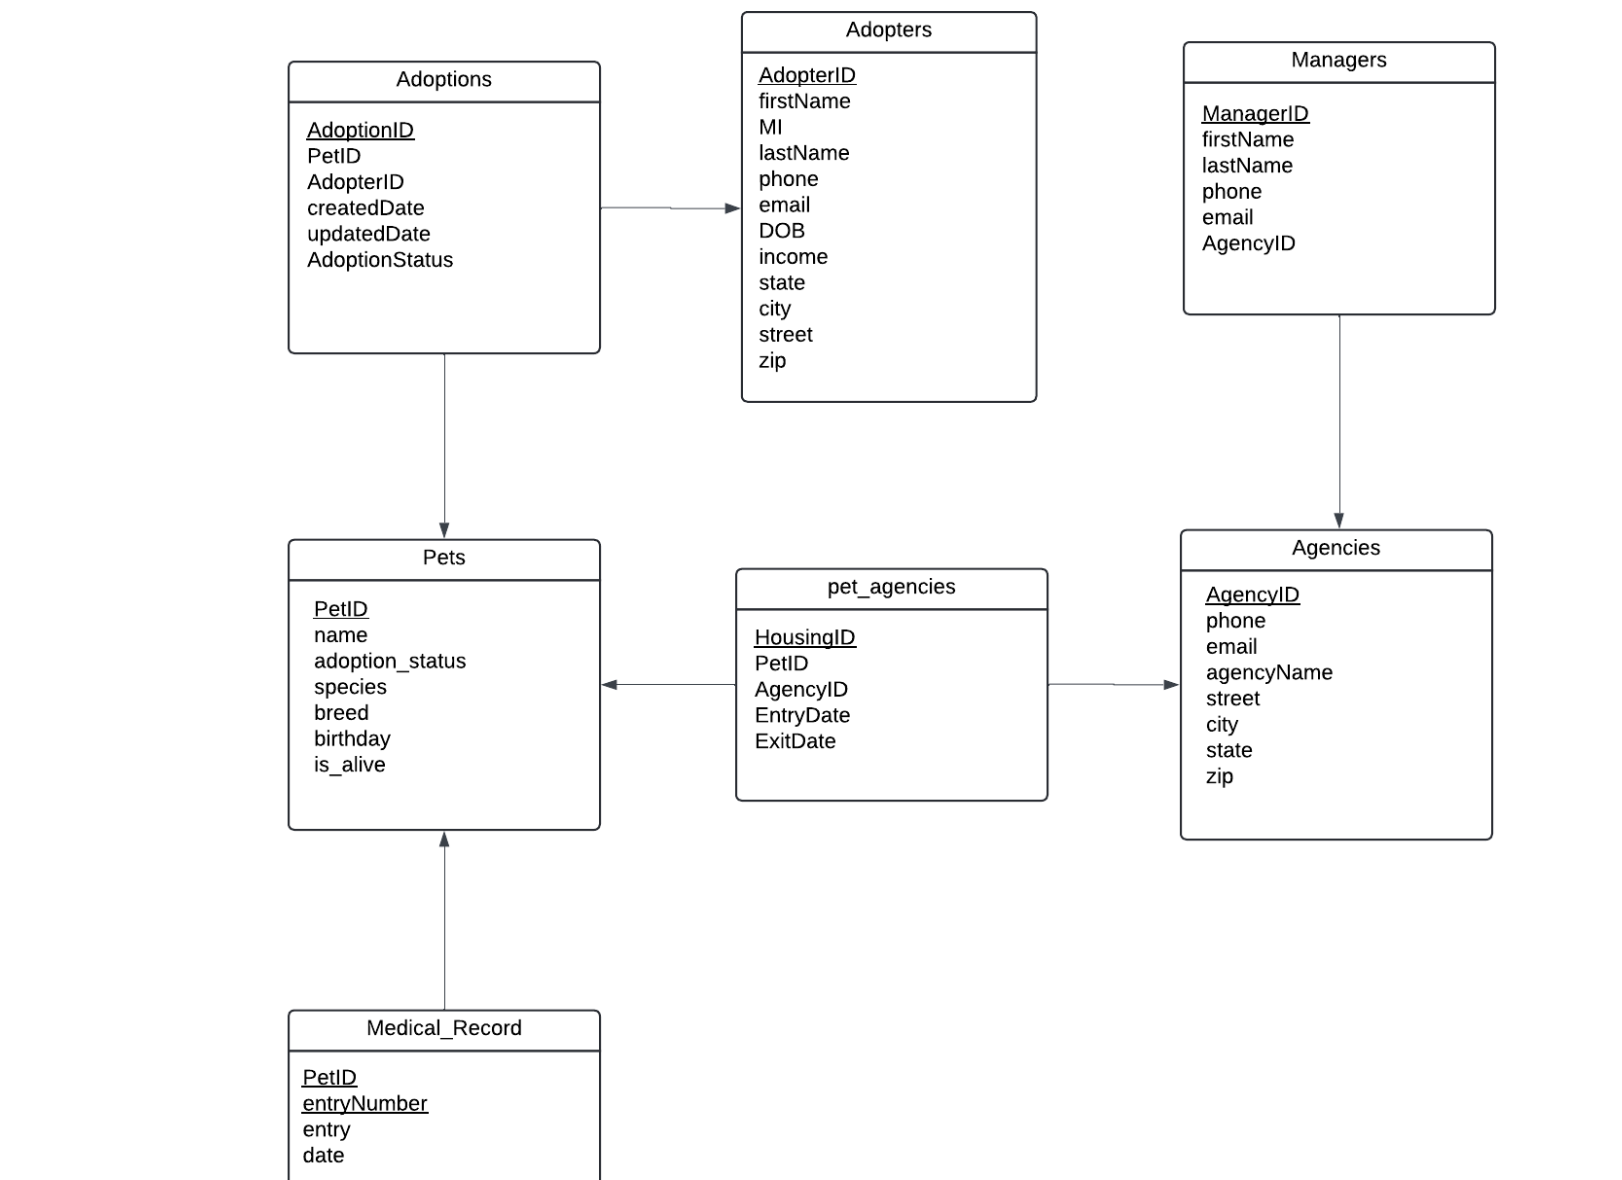 Adoptions
AdoptionID
PetID
AdopterID
createdDate
updatedDate
AdoptionStatus
Adopters
AdopterID
firstName
MI
lastName
phone
email
DOB
income
state
city
street
zip
Managers
ManagerID
firstName
lastName
phone
email
AgencyID
Pets
PetID
name
adoption_status
species
breed
birthday
is_alive
pet_agencies
HousingID
PetID
AgencyID
EntryDate
ExitDate
Agencies
AgencyID
phone
email
agencyName
street
city
state
zip
Medical_Record
PetID
entryNumber
entry
date